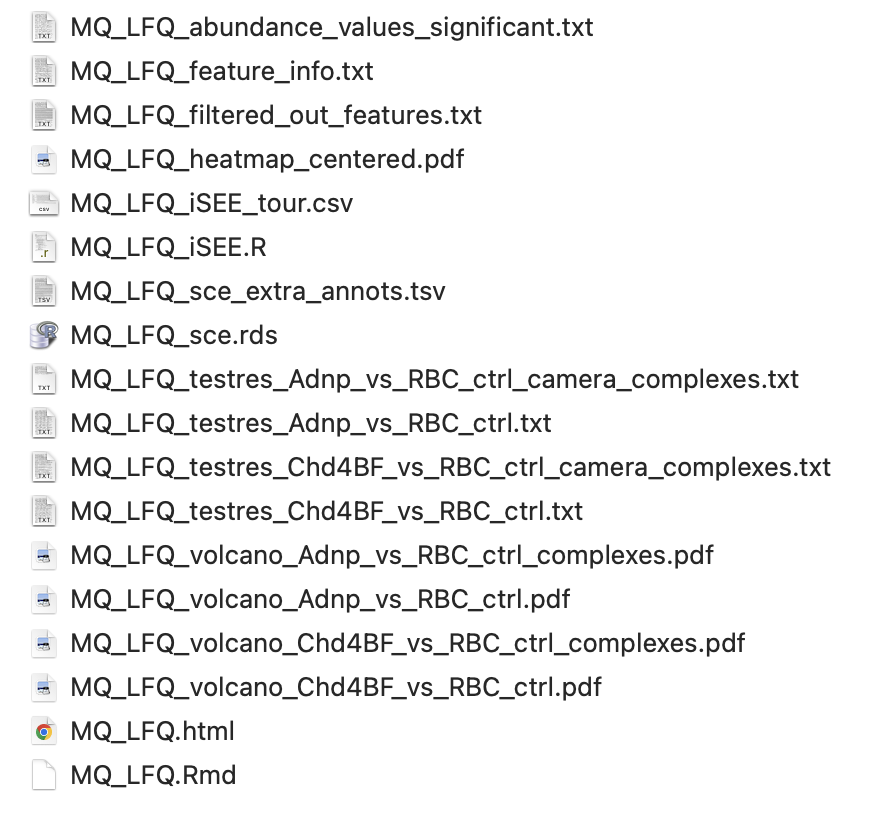 MQ_LFQ_abundance_values_significant.txt
MQ_LFQ_feature_info.txt
MQ_LFQ_filtered_out_features.txt
MQ_LFQ_heatmap_centered.pdf
MQ_LFQ_iSEE_tour.csv
MQ_LFQ_iSEE.R
MQ_LFQ_sce_extra_annots.tsv
MQ_LFQ_sce.rds
MQ_LFQ_testres_Adnp_vs_RBC_ctrl_camera_complexes.txt
MQ_LFQ_testres_Adnp_vs_RBC_ctrl.txt
MQ_LFQ_testres_Chd4BF_vs_RBC_ctrl_camera_complexes.txt
MQ_LFQ_testres_Chd4BF_vs_RBC_ctrl.txt
MQ_LFQ_volcano_Adnp_vs_RBC_ctrl_complexes.pdf
MQ_LFQ_volcano_Adnp_vs_RBC_ctrl.pdf
MQ_LFQ_volcano_Chd4BF_vs_RBC_ctrl_complexes.pdf
MQ_LFQ_volcano_Chd4BF_vs_RBC_ctrl.pdf
MQ_LFQ.html
MQ_LFQ.Rmd